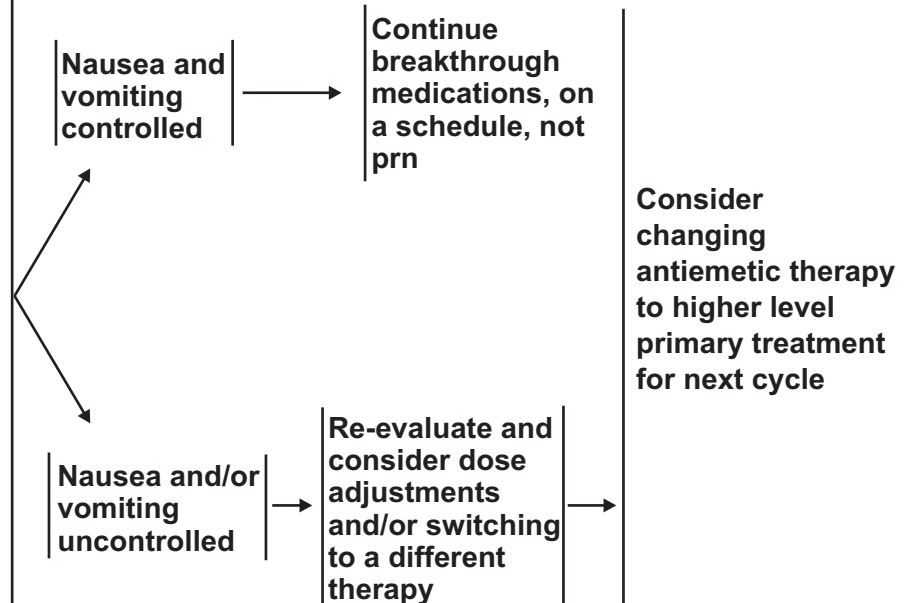 Nausea and
vomiting
controlled
Continue
breakthrough
medications, on
a schedule, not
prn
Nausea and/or
vomiting
uncontrolled
Re-evaluate and
consider dose
adjustments
and/or switching
to a different
therapy
Consider
changing
antiemetic therapy
to higher level
primary treatment
for next cycle